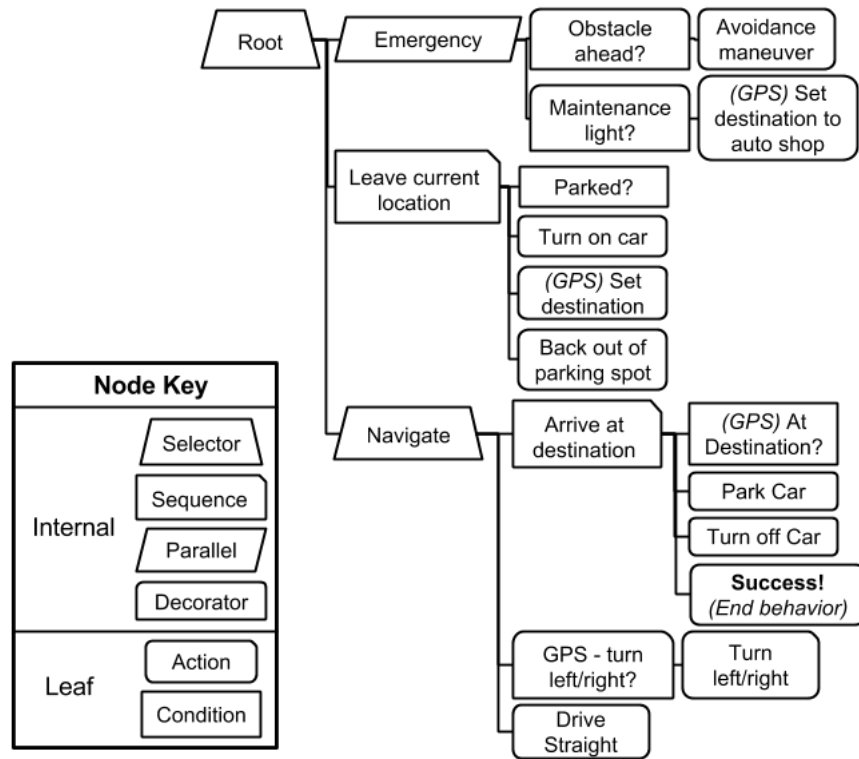 Root
Emergency
Obstacle
ahead?
Avoidance
maneuver
Maintenance
light?
(GPS) Set
destination to
auto shop
Leave current
location
Parked?
Turn on car
(GPS) Set
destination
Back out of
parking spot
Navigate
Arrive at
destination
(GPS) At
Destination?
Park Car
Turn off Car
Success!
(End behavior)
GPS - turn
left/right?
Turn
left/right
Drive
Straight
Node Key
Internal
Selector
Sequence
Parallel
Decorator
Leaf
Action
Condition